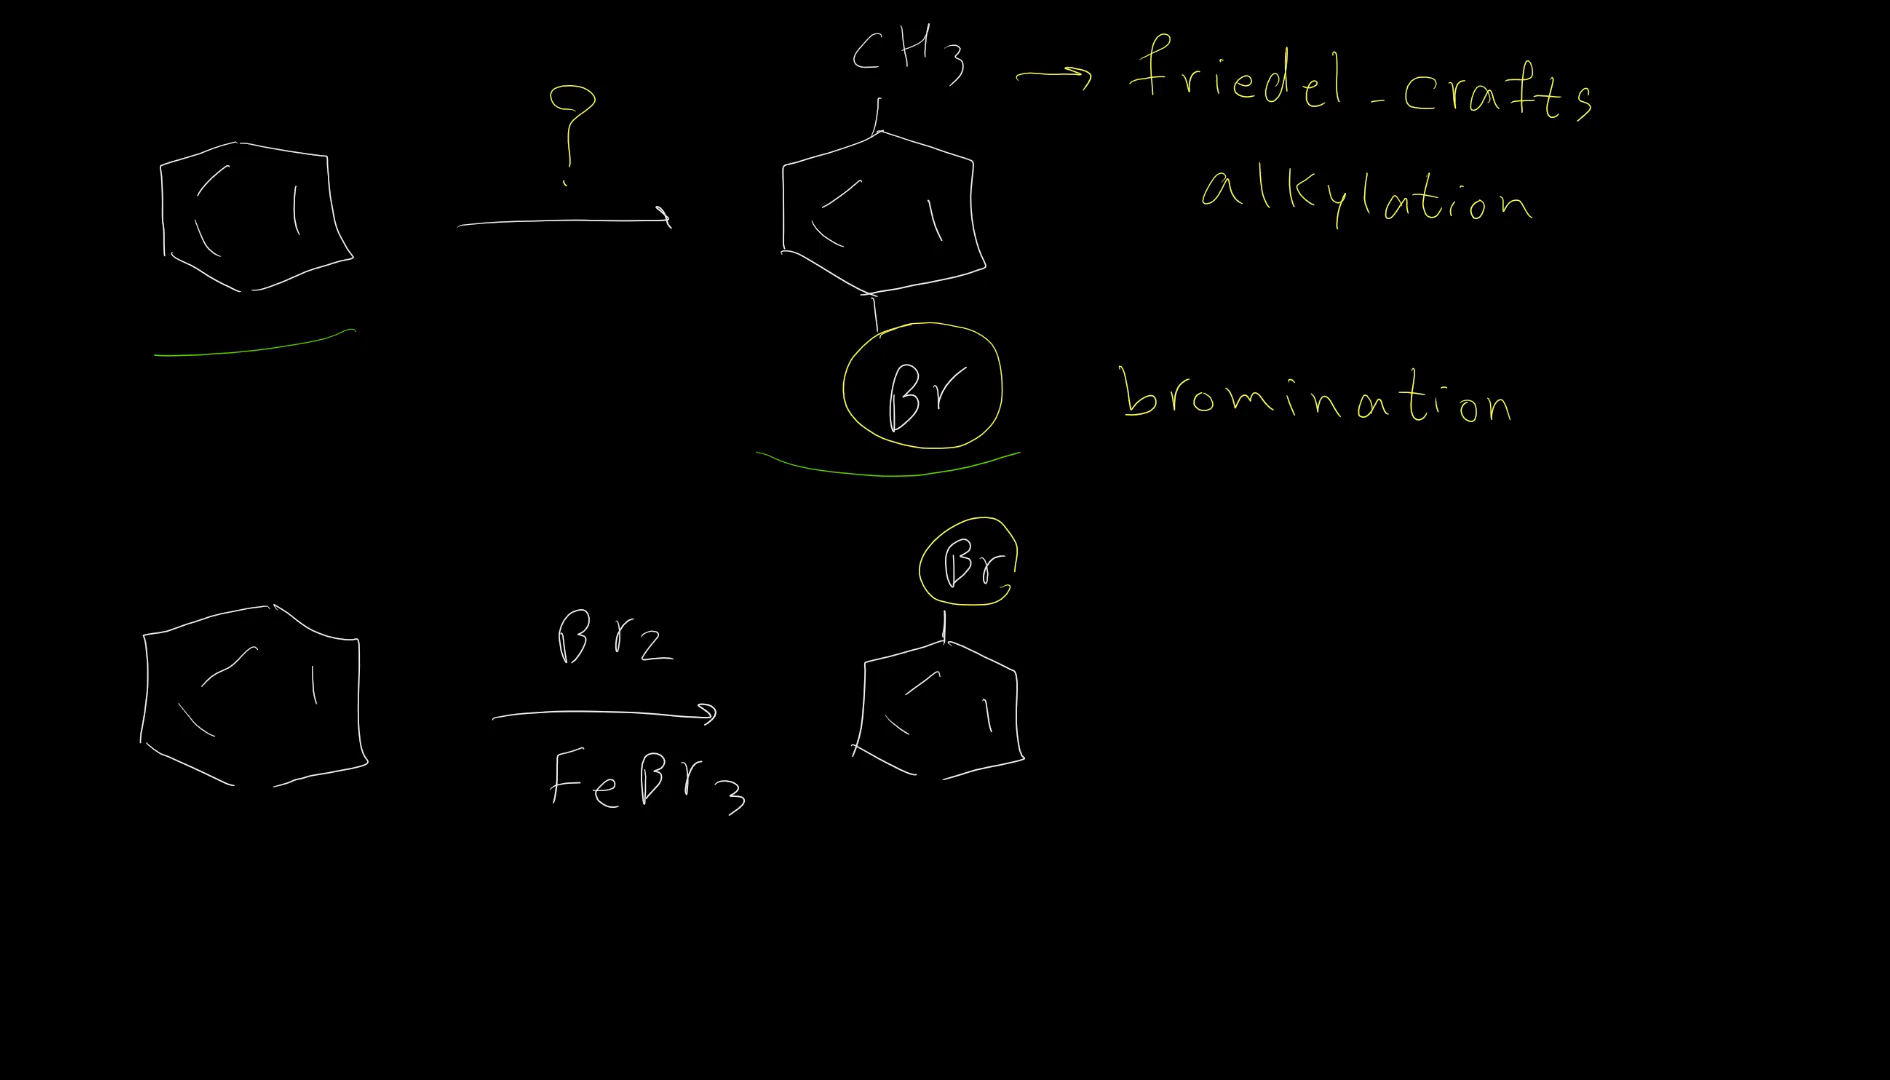 CH3 → friedel-crafts
?
alkylation
Br
bromination
Br
Br2
FeBr3